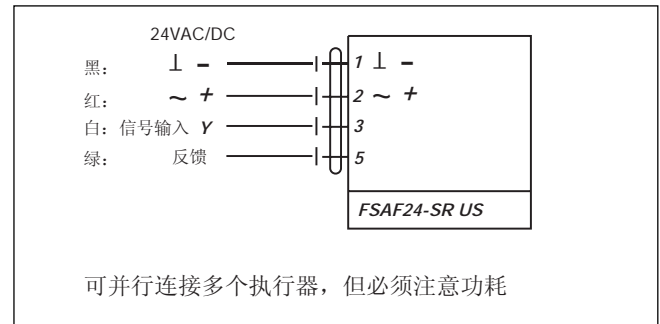 24VAC/DC
黑： ⊥ - 1 ⊥ -
红： ~ + 2 ~ +
白：信号输入 Y 3
绿： 反馈 5
FSAF24-SR US
可并行连接多个执行器，但必须注意功耗